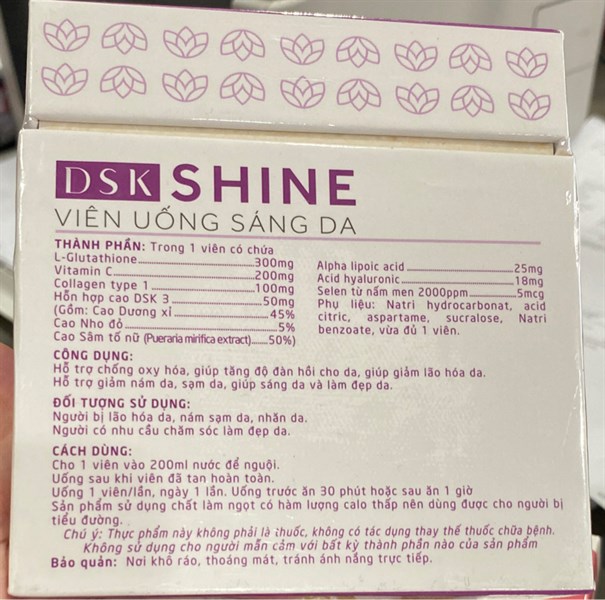 DSK SHINE
VIÊN UỐNG SÁNG DA
THÀNH PHẦN: Trong 1 viên có chứa
L-Glutathione 300mg
Vitamin C 200mg
Collagen type 1 100mg
Hỗn hợp cao DSK 3 50mg
(Gồm: Cao Dương xỉ 45%
Cao Nho đỏ 5%
Cao Sâm tố nữ (Pueraria mirifica extract) 50%)
Alpha lipoic acid 25mg
Acid hyaluronic 18mg
Selen từ nấm men 2000ppm 5mcg
Phụ liệu: Natri hydrocarbonat, acid
citric, aspartame, sucralose, Natri
benzoate, vừa đủ 1 viên.
CÔNG DỤNG:
Hỗ trợ chống oxy hóa, giúp tăng độ đàn hồi cho da, giúp giảm lão hóa da.
Hỗ trợ giảm nám da, sạm da, giúp sáng da và làm đẹp da.
ĐỐI TƯỢNG SỬ DỤNG:
Người bị lão hóa da, nám sạm da, nhăn da.
Người có nhu cầu chăm sóc làm đẹp da.
CÁCH DÙNG:
Cho 1 viên vào 200ml nước để nguội.
Uống sau khi viên đã tan hoàn toàn.
Uống 1 viên/lần, ngày 1 lần. Uống trước ăn 30 phút hoặc sau ăn 1 giờ
Sản phẩm sử dụng chất làm ngọt có hàm lượng calo thấp nên dùng được cho người bị
tiểu đường.
Chú ý: Thực phẩm này không phải là thuốc, không có tác dụng thay thế thuốc chữa bệnh.
Không sử dụng cho người mẫn cảm với bất kỳ thành phần nào của sản phẩm
Bảo quản: Nơi khô ráo, thoáng mát, tránh ánh nắng trực tiếp.